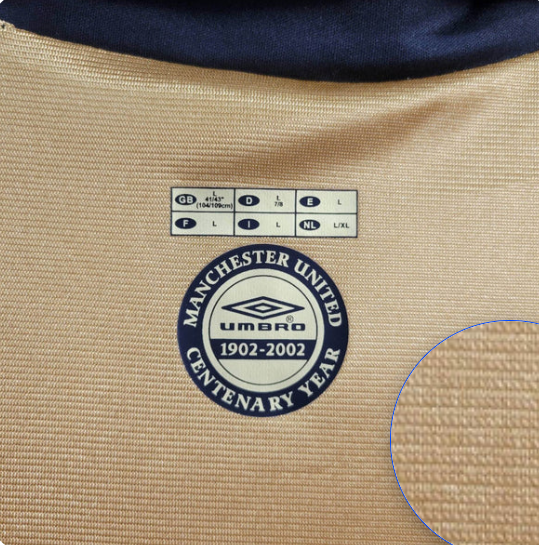 GB L 41/43" (104/109cm) D L 7/8 E L
F L I L NL L/XL
MANCHESTER UNITED
UMBRO®
1902-2002
CENTENARY YEAR